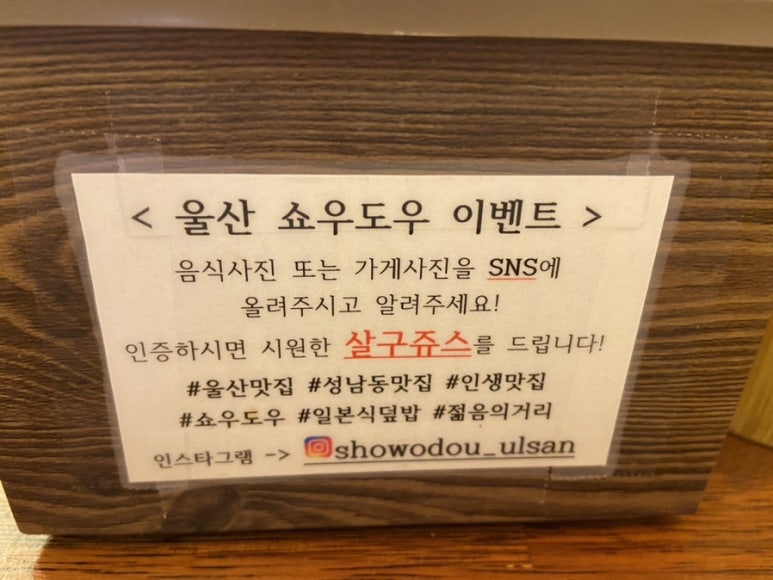 < 울산 쇼우도우 이벤트 >
음식사진 또는 가게사진을 SNS에
올려주시고 알려주세요!
인증하시면 시원한 살구쥬스를 드립니다!
#울산맛집 #성남동맛집 #인생맛집
#쇼우도우 #일본식덮밥 #젊음의거리
인스타그램 -> showodou_ulsan